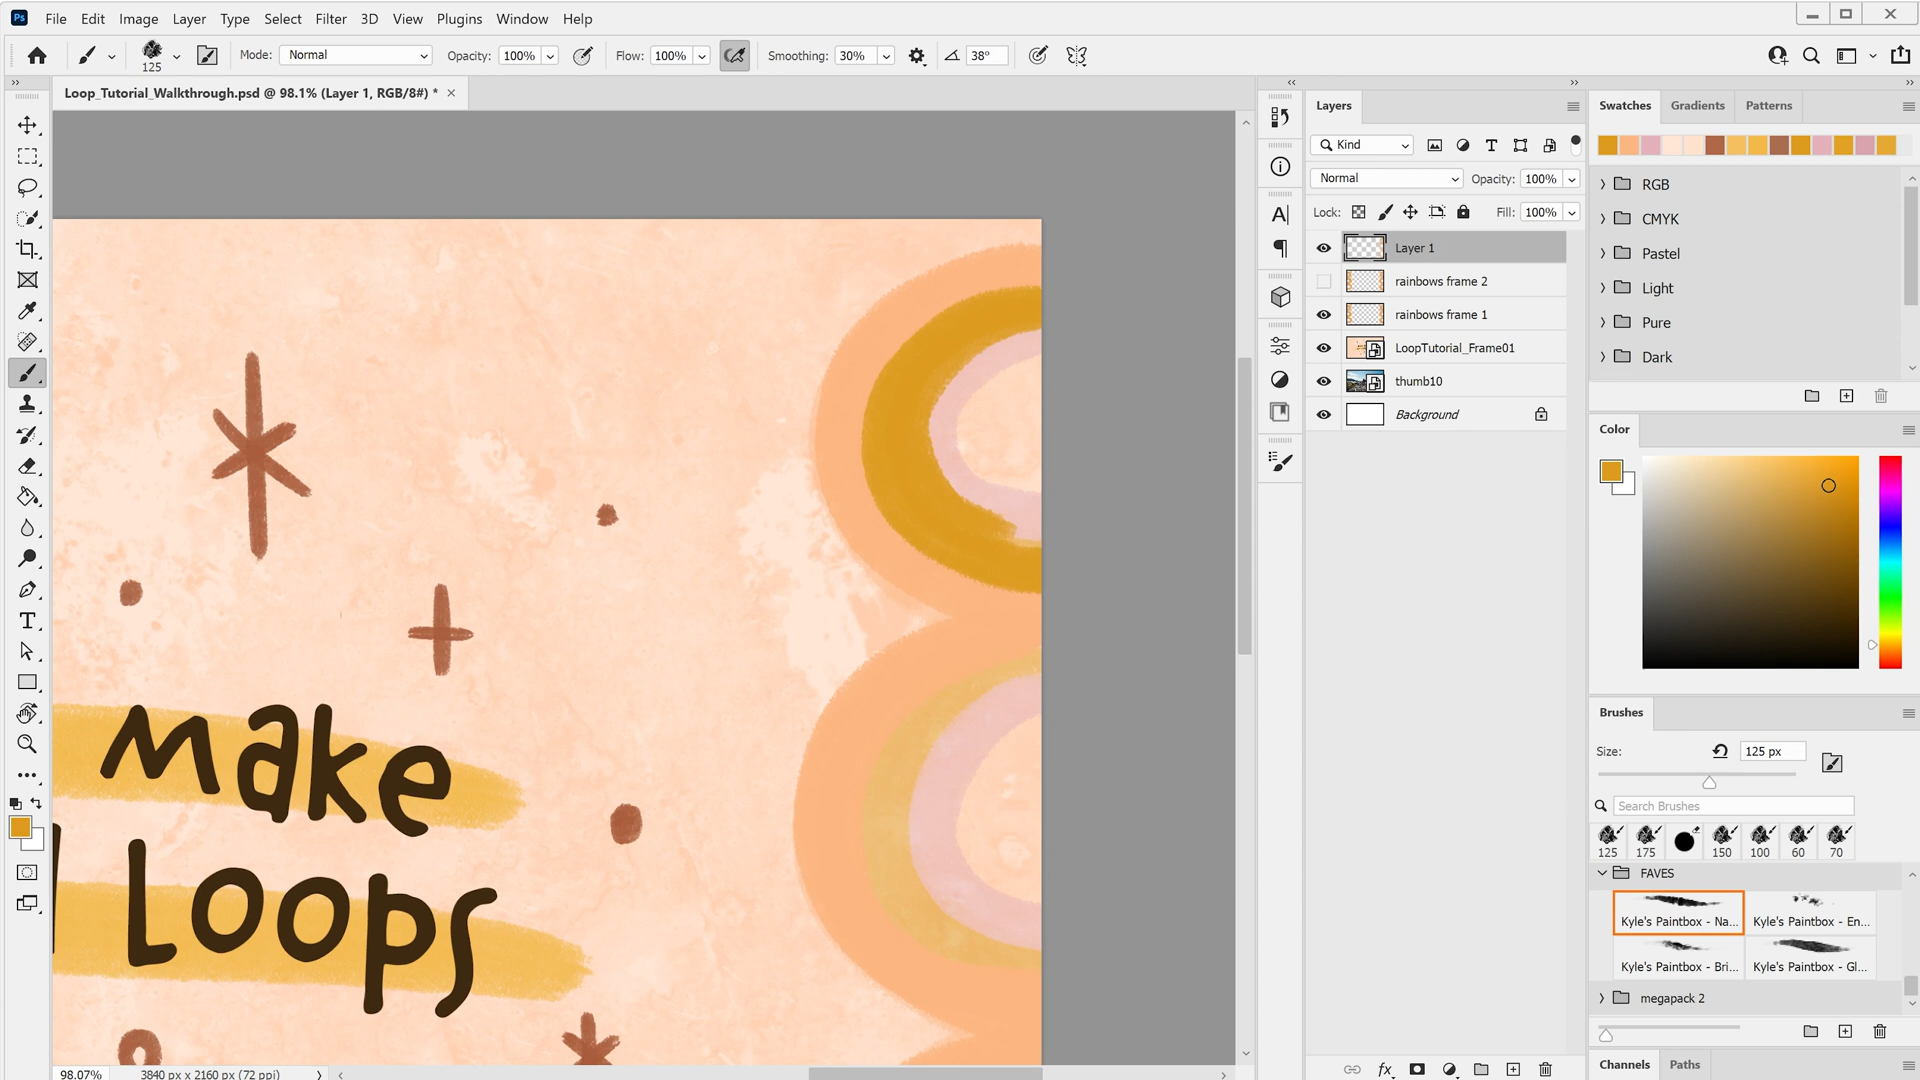 Ps File Edit Image Layer Type Select Filter 3D View Plugins Window Help
125 Mode: Normal Opacity: 100% Flow: 100% Smoothing: 30% 38°
Loop_Tutorial_Walkthrough.psd @ 98.1% (Layer 1, RGB/8#) *
make
Loops
98.07% 3840 px x 2160 px (72 ppi)
Layers
Kind
Normal Opacity: 100%
Lock: Fill: 100%
Layer 1
rainbows frame 2
rainbows frame 1
LoopTutorial_Frame01
thumb10
Background
fx
Swatches Gradients Patterns
RGB
CMYK
Pastel
Light
Pure
Dark
Color
Brushes
Size: 125 px
Search Brushes
125 175 150 100 60 70
FAVES
Kyle's Paintbox - Na... Kyle's Paintbox - En...
Kyle's Paintbox - Bri... Kyle's Paintbox - Gl...
megapack 2
Channels Paths